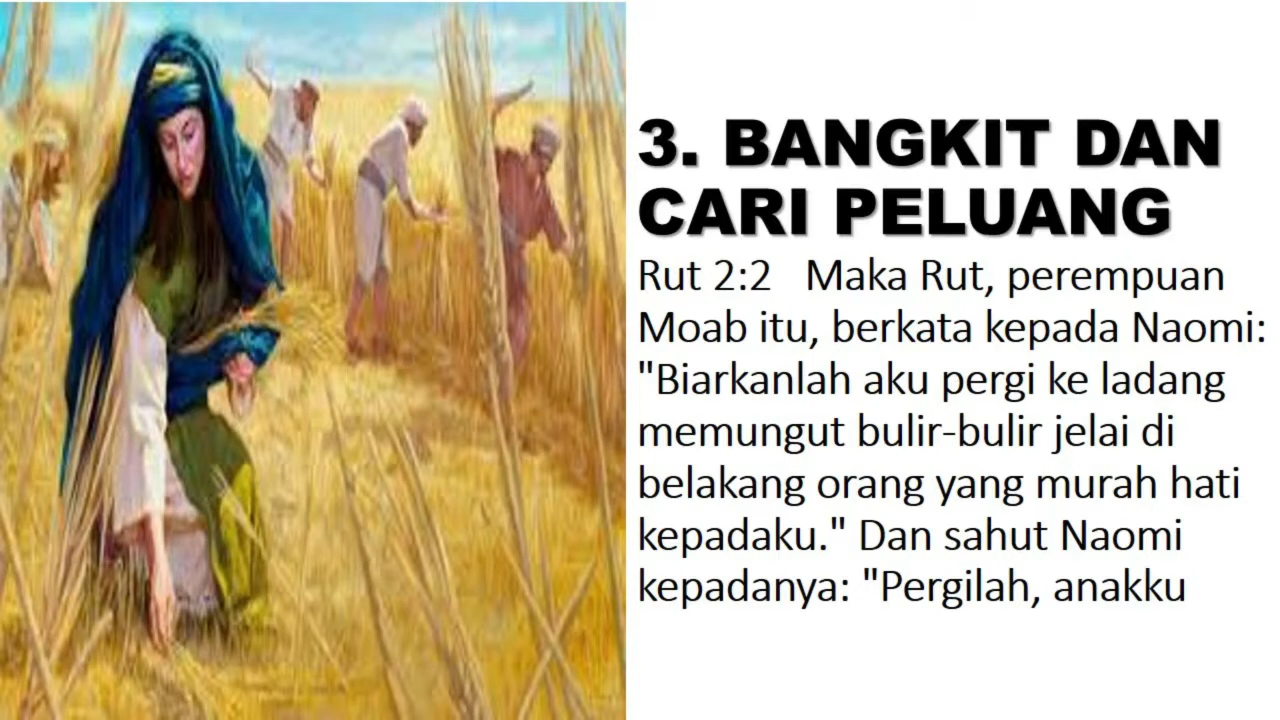 3. BANGKIT DAN
CARI PELUANG
Rut 2:2 Maka Rut, perempuan
Moab itu, berkata kepada Naomi:
"Biarkanlah aku pergi ke ladang
memungut bulir-bulir jelai di
belakang orang yang murah hati
kepadaku." Dan sahut Naomi
kepadanya: "Pergilah, anakku